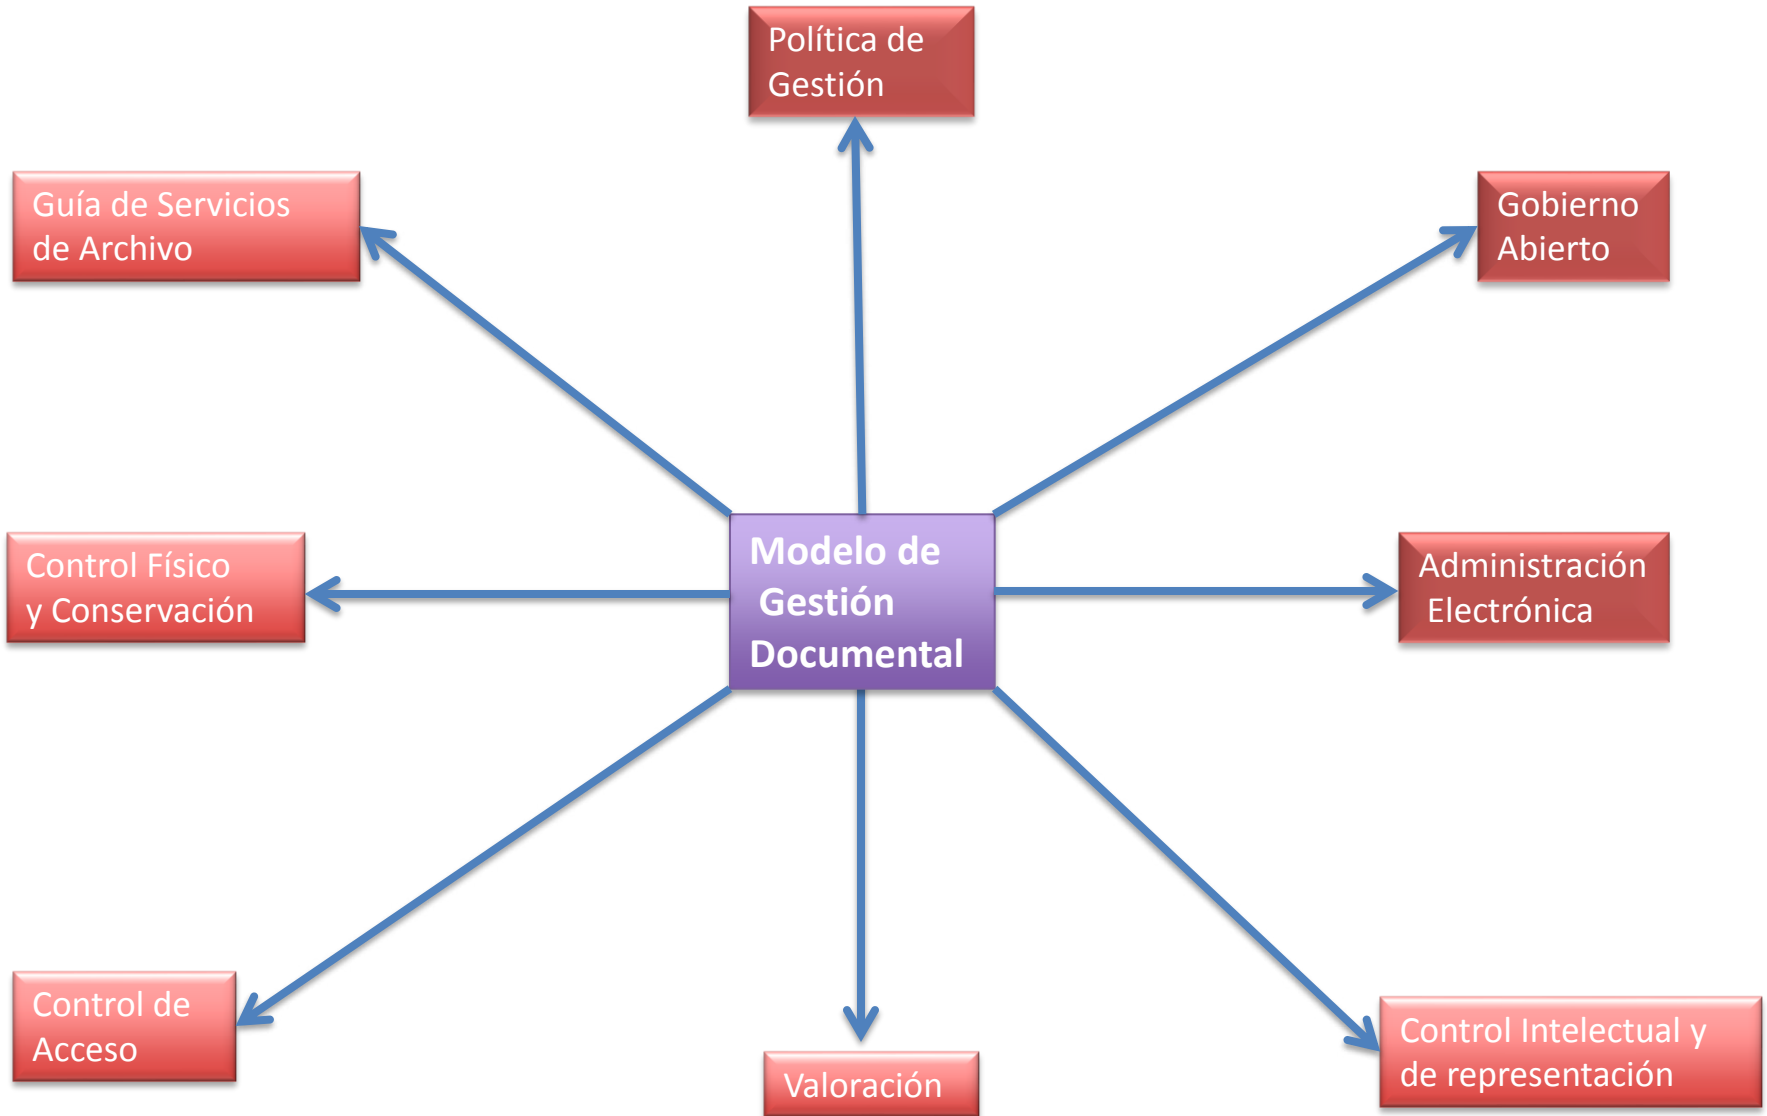 Política de
Gestión
Guía de Servicios
de Archivo
Gobierno
Abierto
Control Físico
y Conservación
Modelo de
Gestión
Documental
Administración
Electrónica
Control de
Acceso
Valoración
Control Intelectual y
de representación